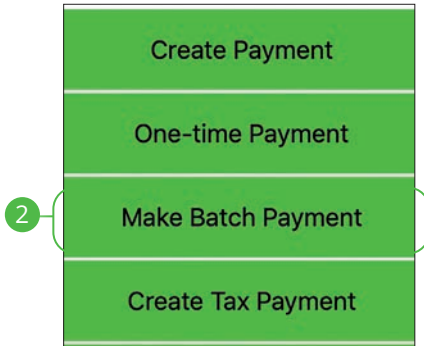 Create Payment
One-time Payment
2
Make Batch Payment
Create Tax Payment